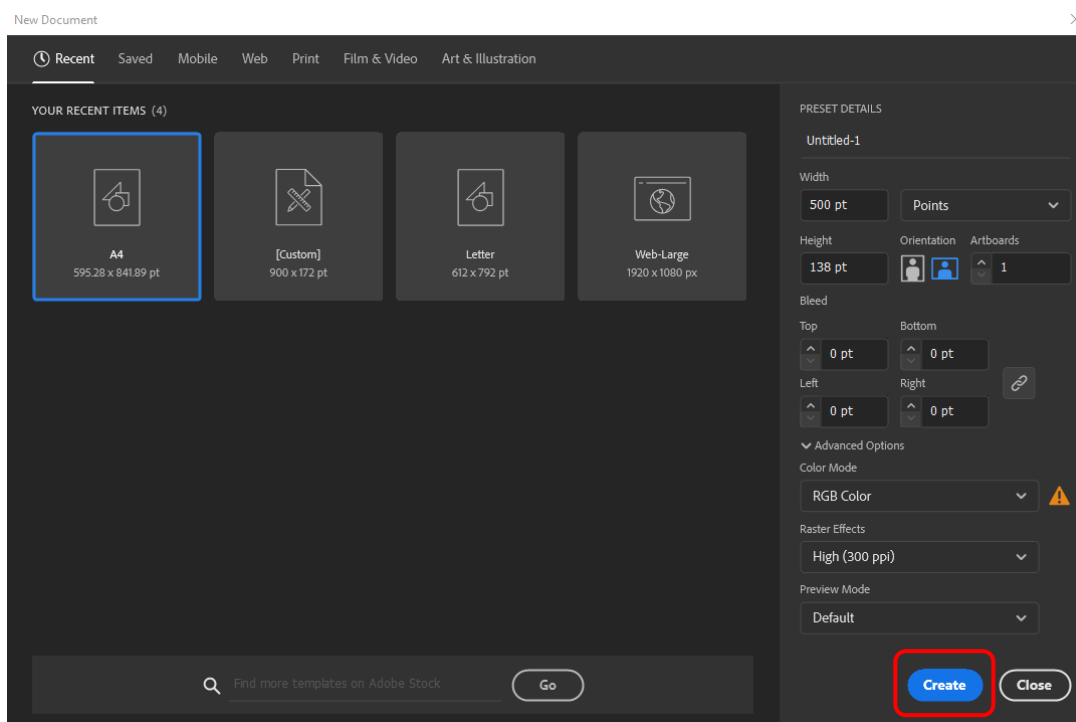 New Document
Recent Saved Mobile Web Print Film & Video Art & Illustration
YOUR RECENT ITEMS (4)
A4
595.28 x 841.89 pt
[Custom]
900 x 172 pt
Letter
612 x 792 pt
Web-Large
1920 x 1080 px
Find more templates on Adobe Stock
Go
PRESET DETAILS
Untitled-1
Width
500 pt Points
Height Orientation Artboards
138 pt 1
Bleed
Top Bottom
0 pt 0 pt
Left Right
0 pt 0 pt
Advanced Options
Color Mode
RGB Color
Raster Effects
High (300 ppi)
Preview Mode
Default
Create Close